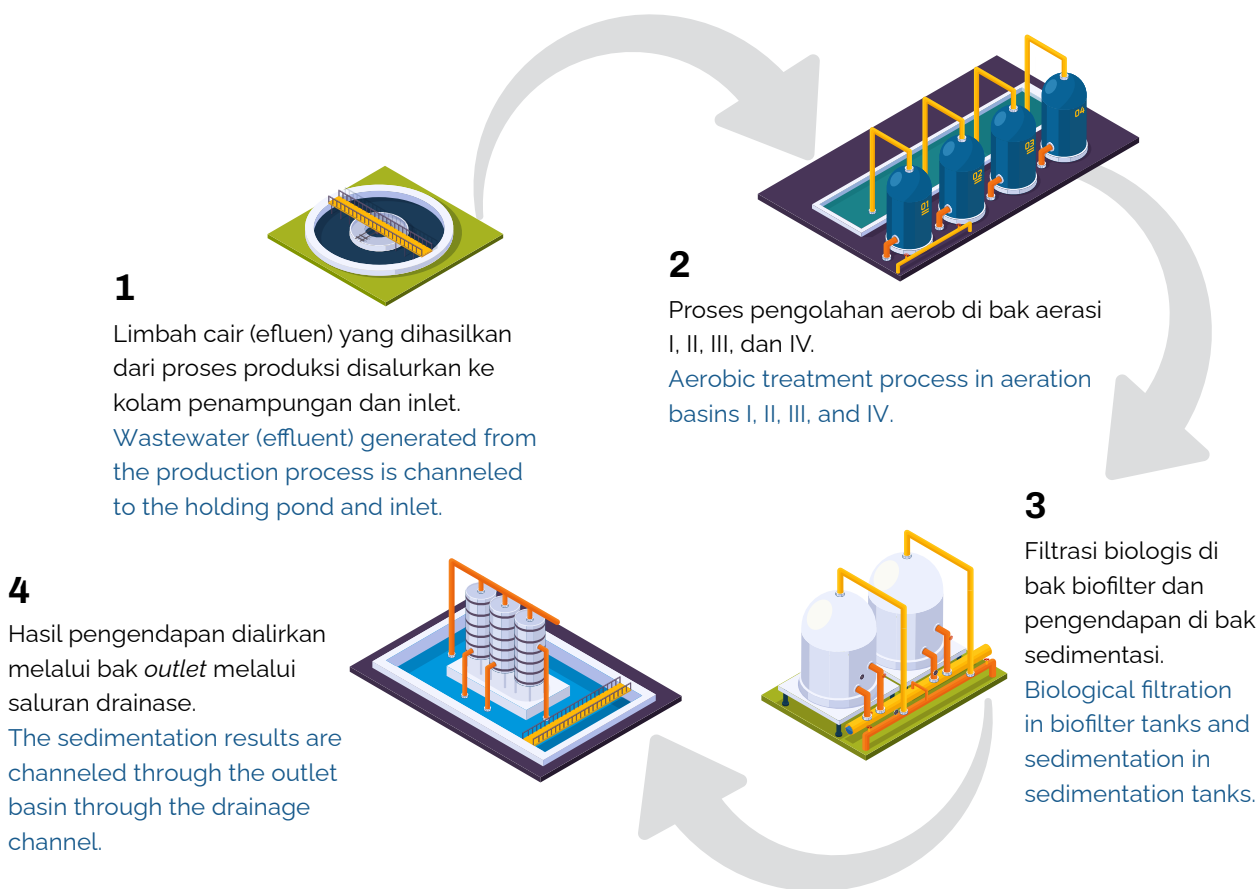 1
Limbah cair (efluen) yang dihasilkan
dari proses produksi disalurkan ke
kolam penampungan dan inlet.
Wastewater (effluent) generated from
the production process is channeled
to the holding pond and inlet.
01
02
03
04
2
Proses pengolahan aerob di bak aerasi
I, II, III, dan IV.
Aerobic treatment process in aeration
basins I, II, III, and IV.
3
Filtrasi biologis di
bak biofilter dan
pengendapan di bak
sedimentasi.
Biological filtration
in biofilter tanks and
sedimentation in
sedimentation tanks.
4
Hasil pengendapan dialirkan
melalui bak outlet melalui
saluran drainase.
The sedimentation results are
channeled through the outlet
basin through the drainage
channel.